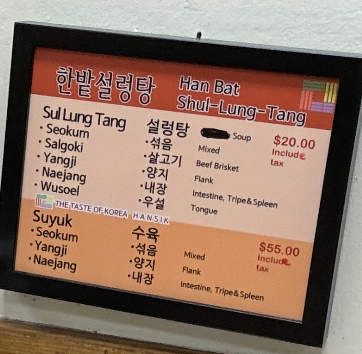 한밭설렁탕 Han Bat
Shul-Lung-Tang
Sul Lung Tang 설렁탕 Soup $20.00
· Seokum · 섞음 Mixed Include
· Salgoki · 살고기 Beef Brisket tax
· Yangji · 양지 Flank
· Naejang · 내장 Intestine, Tripe & Spleen
· Wusoel · 우설 Tongue
THE TASTE OF KOREA HANSIK
Suyuk 수육 $55.00
· Seokum · 섞음 Mixed Include
· Yangji · 양지 Flank tax
· Naejang · 내장 Intestine, Tripe & Spleen